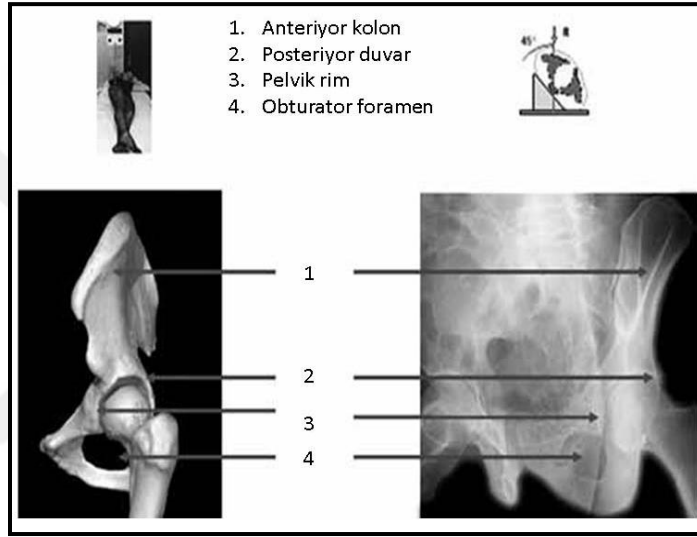 1. Anteriyor kolon
2. Posteriyor duvar
3. Pelvik rim
4. Obturator foramen
45°
R
1
2
3
4